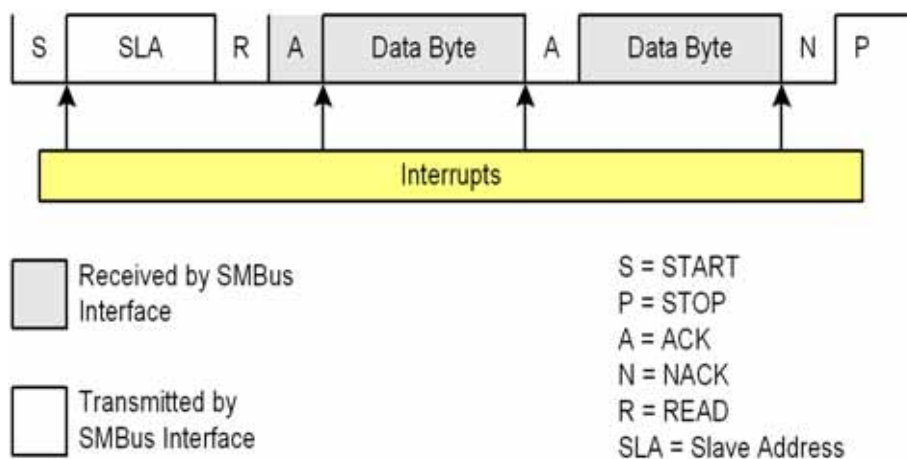 S SLA R A Data Byte A Data Byte N P
Interrupts
Received by SMBus
Interface
Transmitted by
SMBus Interface
S = START
P = STOP
A = ACK
N = NACK
R = READ
SLA = Slave Address